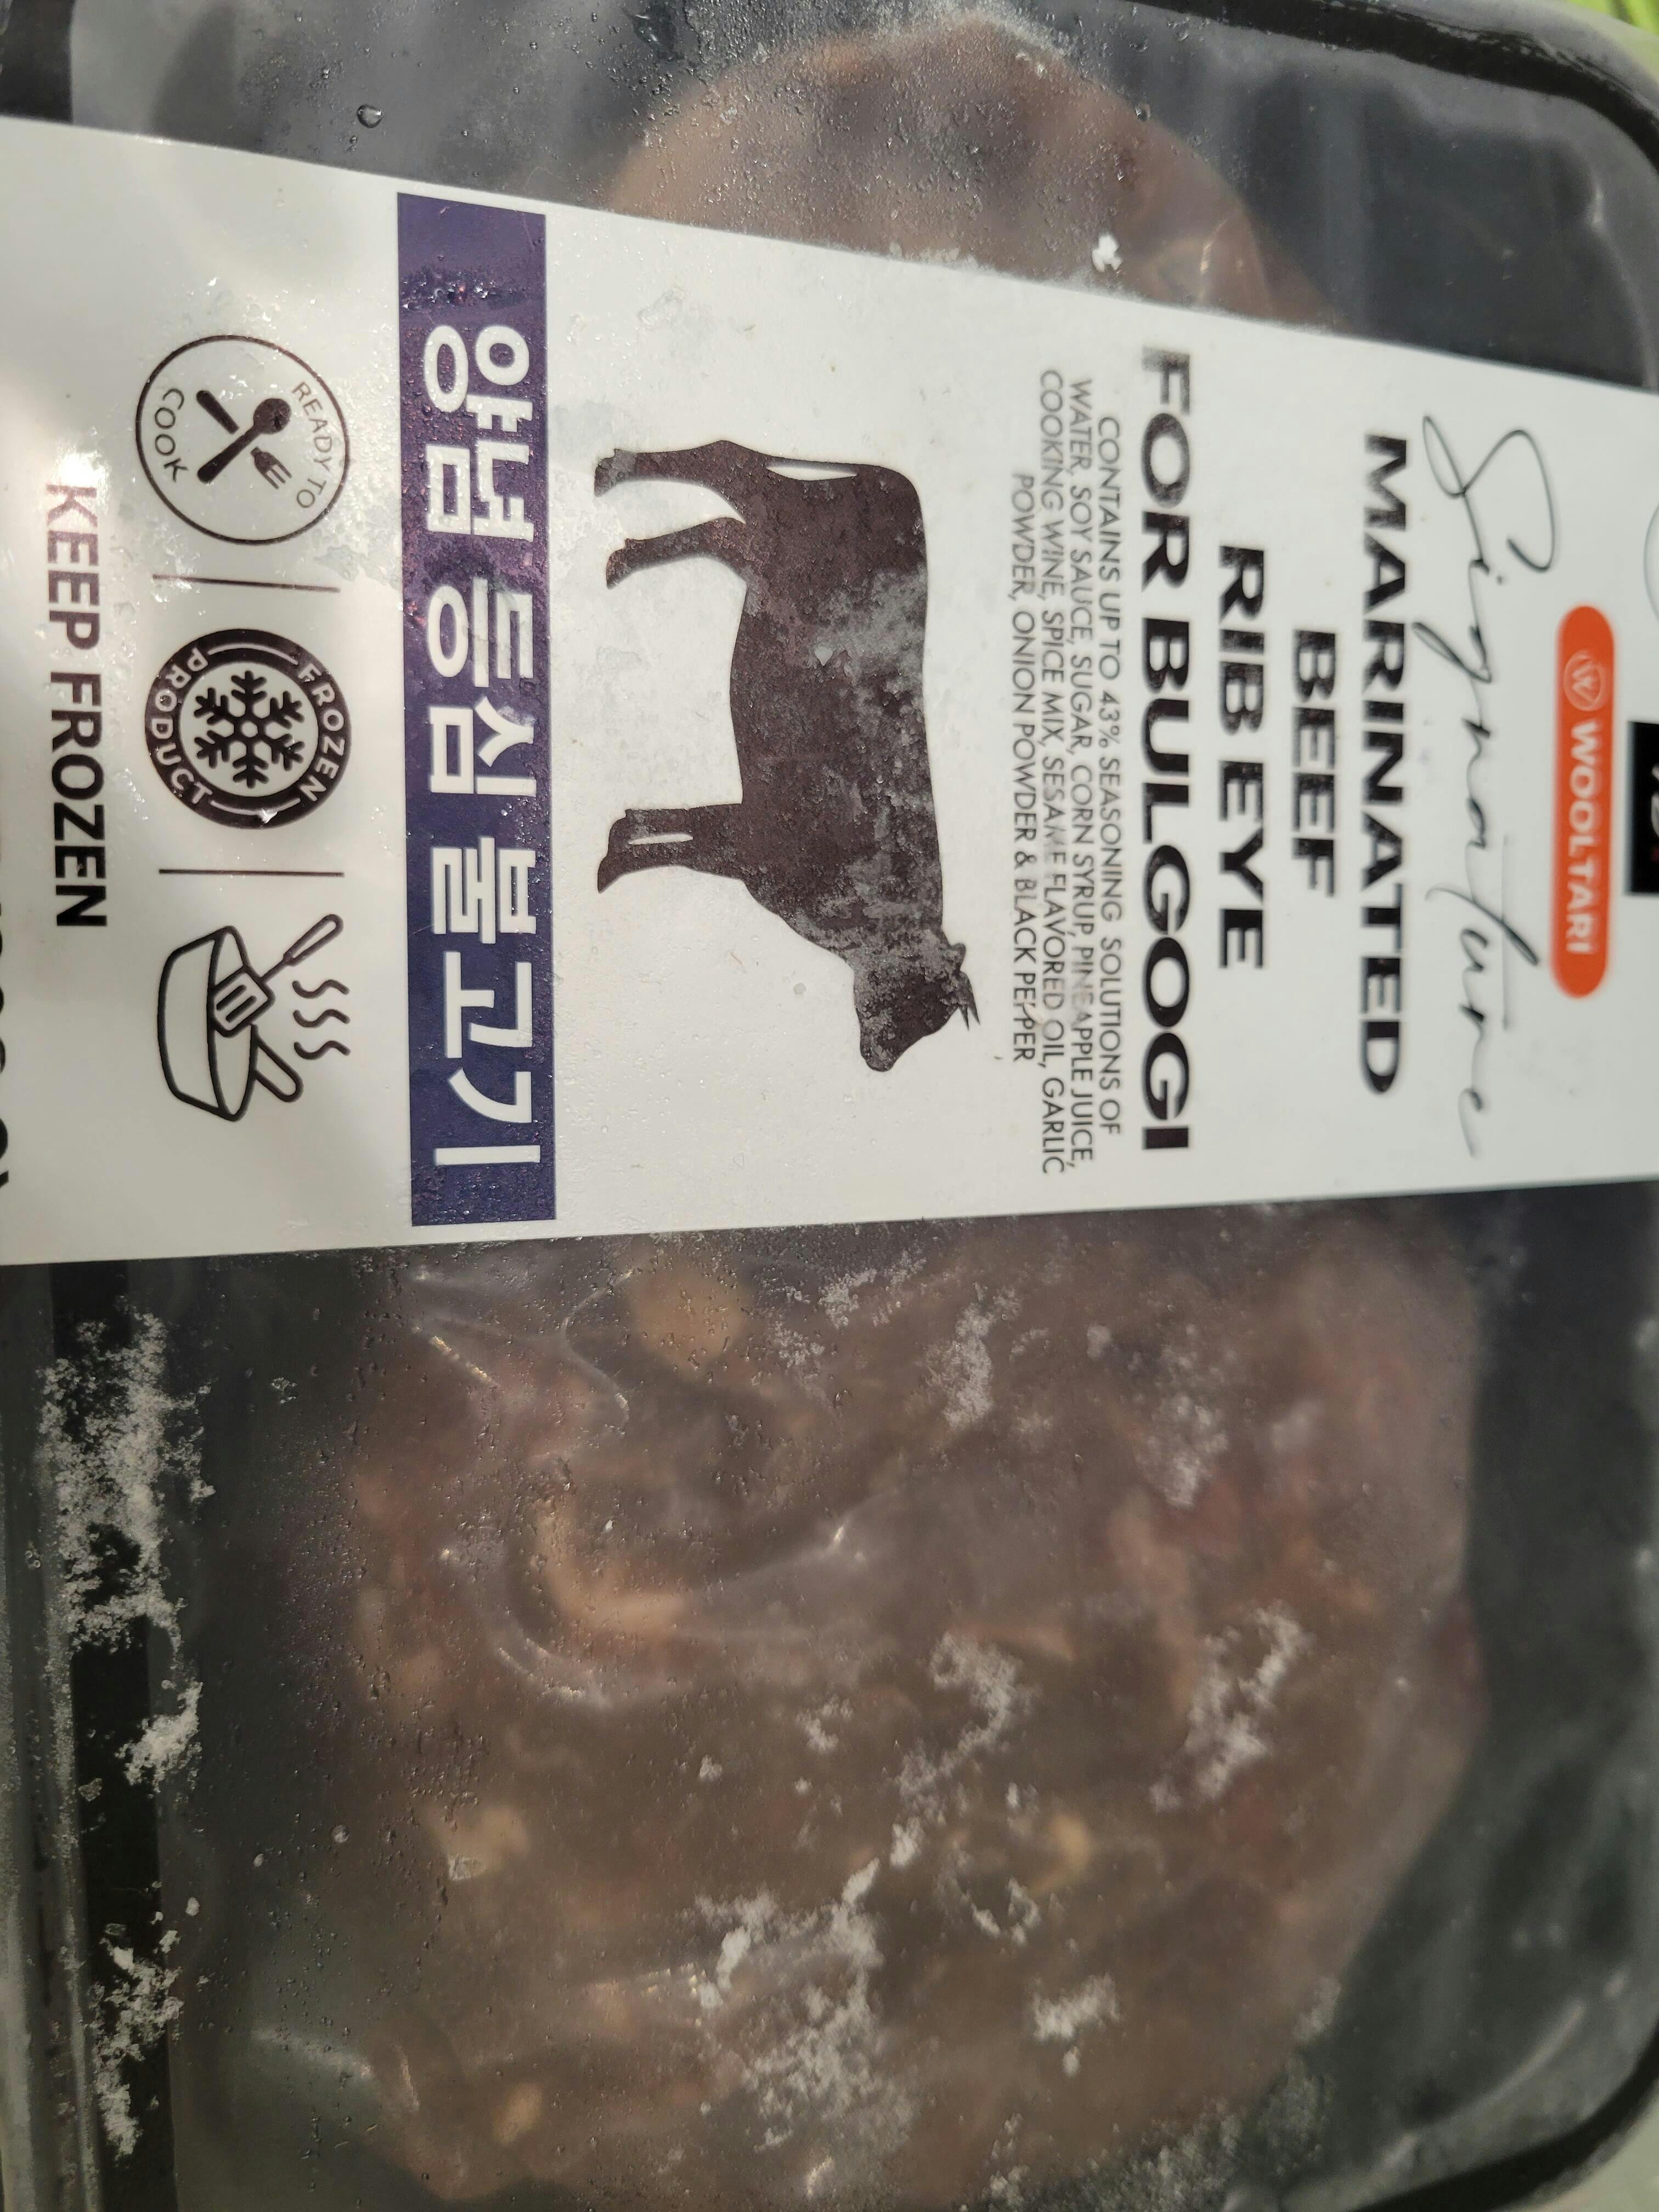 WOOLTARI
Signature
MARINATED
BEEF
RIB EYE
FOR BULGOGI
CONTAINS UP TO 43% SEASONING SOLUTIONS OF
WATER, SOY SAUCE, SUGAR, CORN SYRUP, PINEAPPLE JUICE,
COOKING WINE, SPICE MIX, SESAME FLAVORED OIL, GARLIC
POWDER, ONION POWDER & BLACK PEPPER
양념 등심 불고기
READY TO
COOK
FROZEN
PRODUCT
KEEP FROZEN